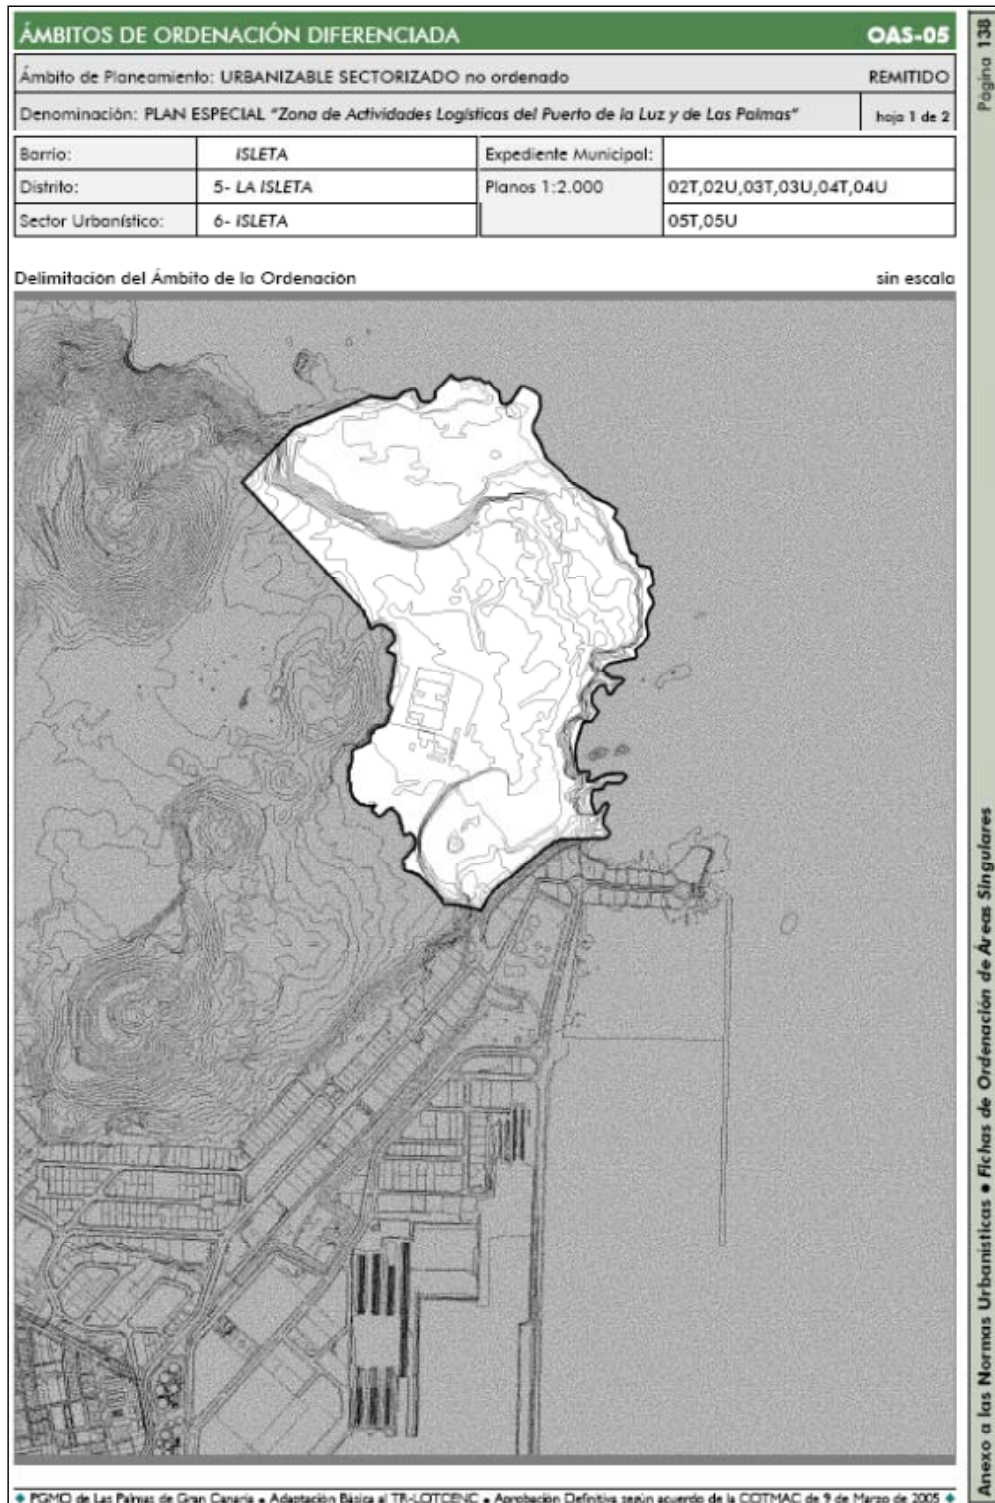 ÁMBITOS DE ORDENACIÓN DIFERENCIADA OAS-05
Ámbito de Planeamiento: URBANIZABLE SECTORIZADO no ordenado REMITIDO
Denominación: PLAN ESPECIAL "Zona de Actividades Logísticas del Puerto de la Luz y de Las Palmas" hoja 1 de 2
Barrio: ISLETA Expediente Municipal:
Distrito: 5- LA ISLETA Planos 1:2.000 02T,02U,03T,03U,04T,04U
Sector Urbanístico: 6- ISLETA 05T,05U
Delimitación del Ámbito de la Ordenación sin escala
◆ PGMO de Las Palmas de Gran Canaria • Adaptación Básica al TR-LOTCENC • Aprobación Definitiva según acuerdo de la COTMAC de 9 de Marzo de 2005 ◆
Página 138
Anexo a las Normas Urbanísticas • Fichas de Ordenación de Áreas Singulares